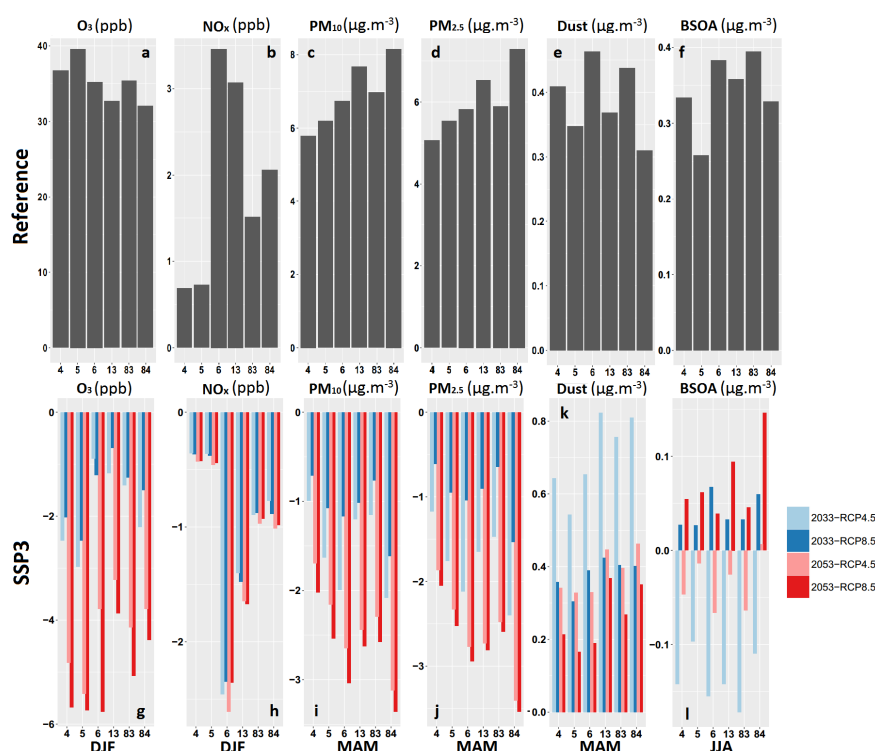 O₃ (ppb) NOx (ppb) PM₁₀ (µg.m⁻³) PM₂.₅ (µg.m⁻³) Dust (µg.m⁻³) BSOA (µg.m⁻³)
Reference
a b c d e f
40 30 20 10 0
3 2 1 0
8 6 4 2 0
6 4 2 0
0.4 0.3 0.2 0.1 0.0
0.4 0.3 0.2 0.1 0.0
4 5 6 13 83 84 4 5 6 13 83 84 4 5 6 13 83 84 4 5 6 13 83 84 4 5 6 13 83 84 4 5 6 13 83 84
O₃ (ppb) NOx (ppb) PM₁₀ (µg.m⁻³) PM₂.₅ (µg.m⁻³) Dust (µg.m⁻³) BSOA (µg.m⁻³)
SSP3
0 −2 −4 −6
0 −1 −2
0 −1 −2 −3
0 −1 −2 −3
0.8 0.6 0.4 0.2 -0.0
0.1 0.0 −0.1
g h i j k l
4 5 6 13 83 84 4 5 6 13 83 84 4 5 6 13 83 84 4 5 6 13 83 84 4 5 6 13 83 84 4 5 6 13 83 84
DJF DJF MAM MAM MAM JJA
2033−RCP4.5
2033−RCP8.5
2053−RCP4.5
2053−RCP8.5